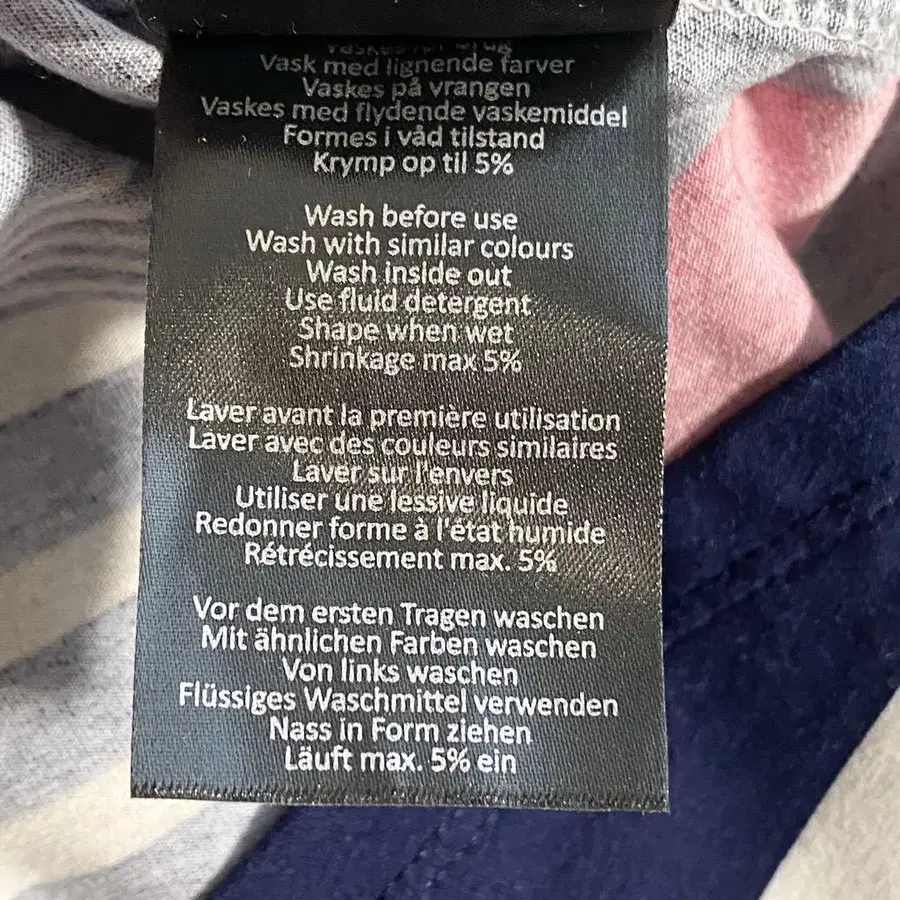 Vaskes før brug
Vask med lignende farver
Vaskes på vrangen
Vaskes med flydende vaskemiddel
Formes i våd tilstand
Krymp op til 5%
Wash before use
Wash with similar colours
Wash inside out
Use fluid detergent
Shape when wet
Shrinkage max 5%
Laver avant la première utilisation
Laver avec des couleurs similaires
Laver sur l'envers
Utiliser une lessive liquide
Redonner forme à l'état humide
Rétrécissement max. 5%
Vor dem ersten Tragen waschen
Mit ähnlichen Farben waschen
Von links waschen
Flüssiges Waschmittel verwenden
Nass in Form ziehen
Läuft max. 5% ein